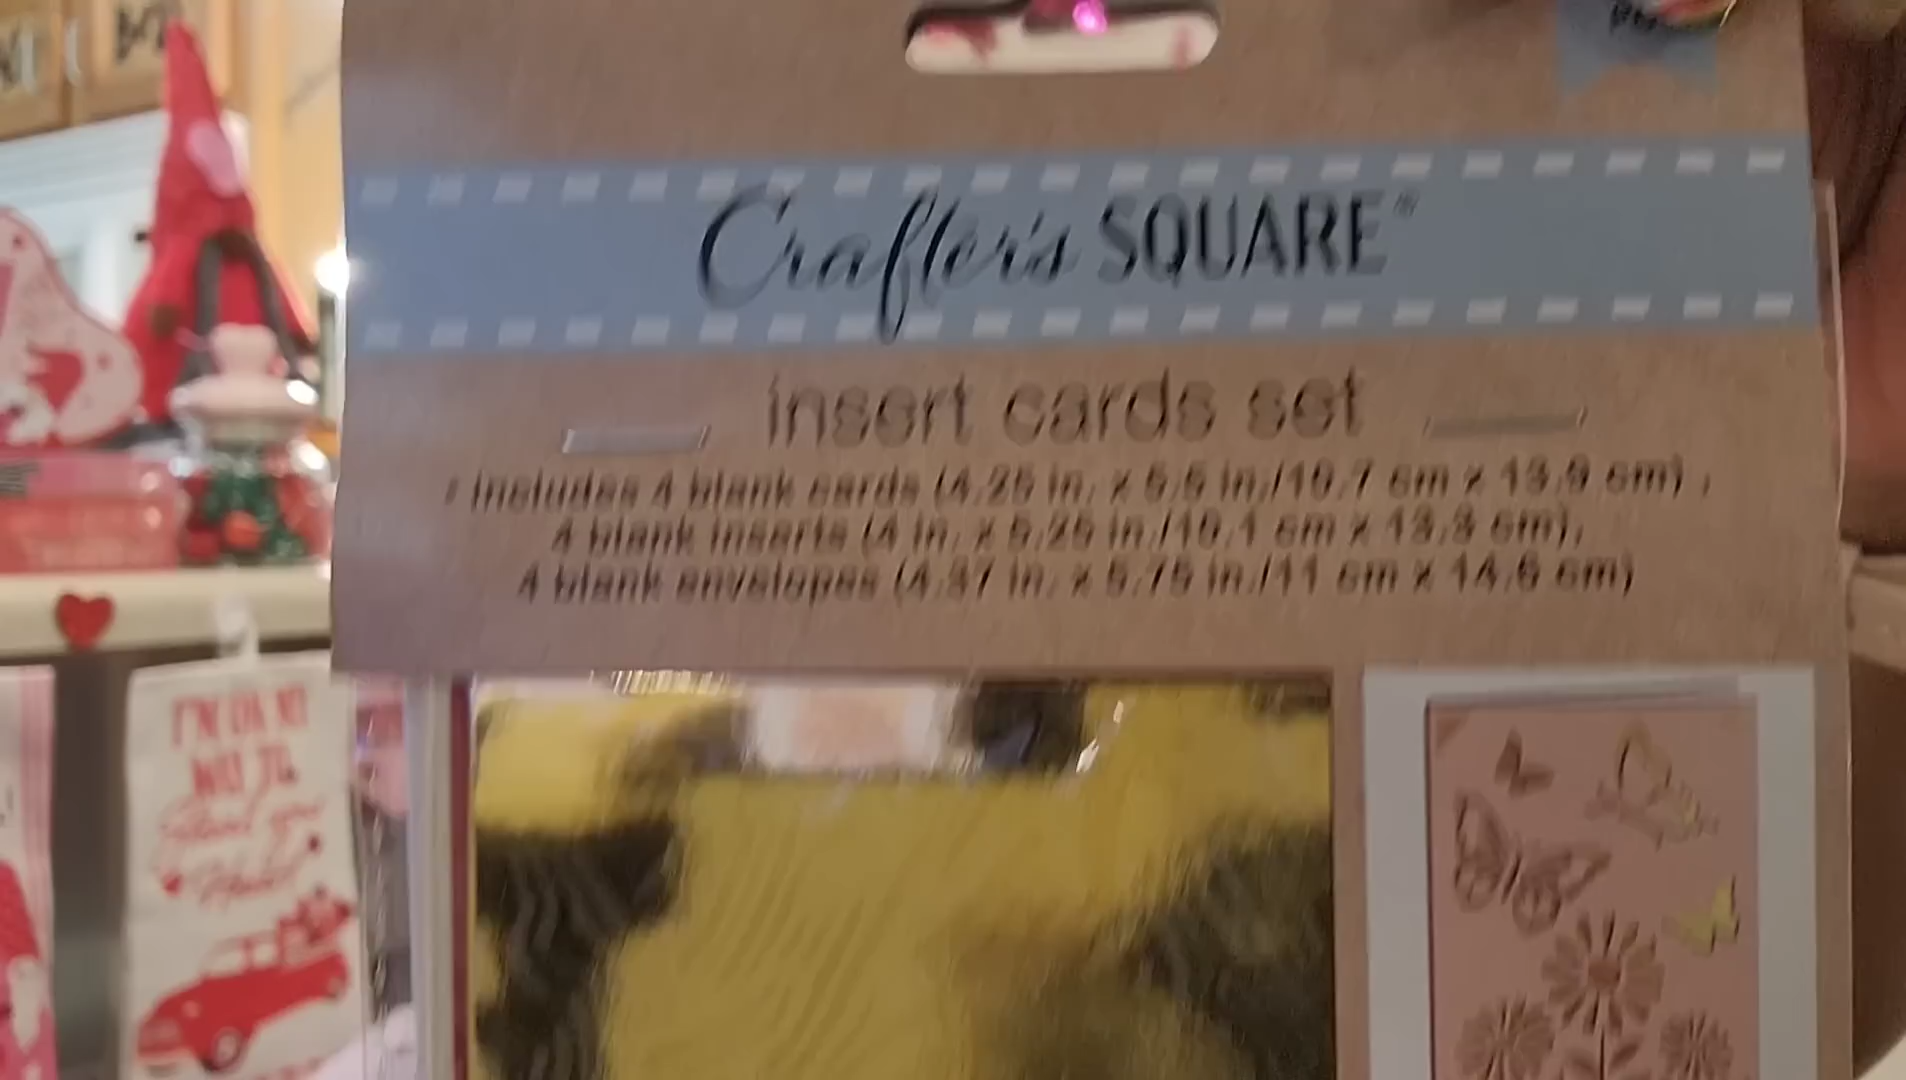 Crafter's SQUARE®
insert cards set
• includes 4 blank cards (4.25 in. x 5.5 in./10.7 cm x 13.9 cm),
4 blank inserts (4 in. x 5.25 in./10.1 cm x 13.3 cm),
4 blank envelopes (4.37 in. x 5.75 in./11 cm x 14.6 cm)